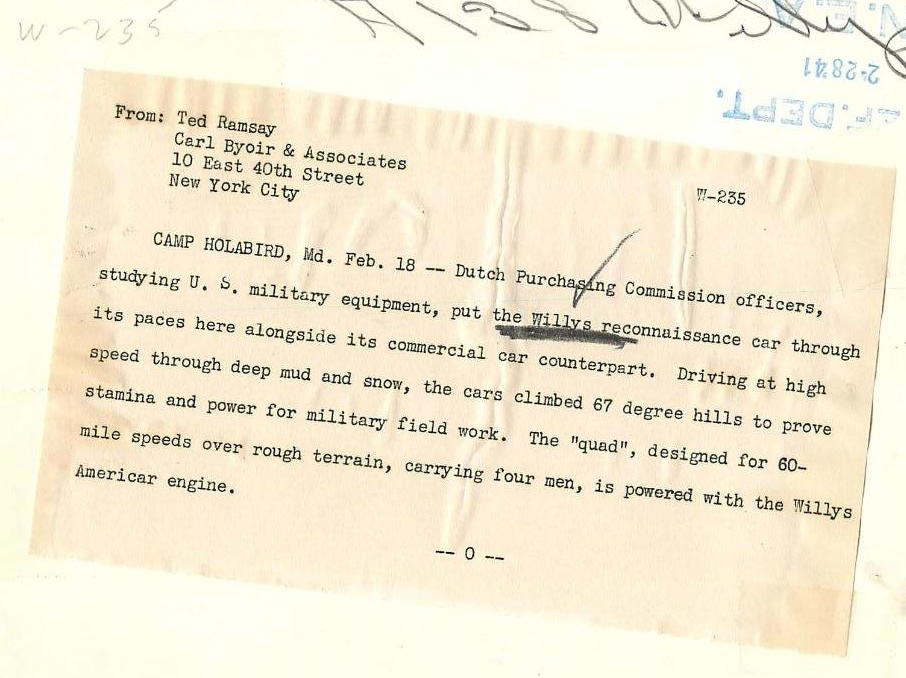 W-235
2-2841
F. DEPT.
From: Ted Ramsay
Carl Byoir & Associates
10 East 40th Street
New York City
W-235
CAMP HOLABIRD, Md. Feb. 18 -- Dutch Purchasing Commission officers,
studying U. S. military equipment, put the Willys reconnaissance car through
its paces here alongside its commercial car counterpart. Driving at high
speed through deep mud and snow, the cars climbed 67 degree hills to prove
stamina and power for military field work. The "quad", designed for 60-
mile speeds over rough terrain, carrying four men, is powered with the Willys
Americar engine.
-- 0 --